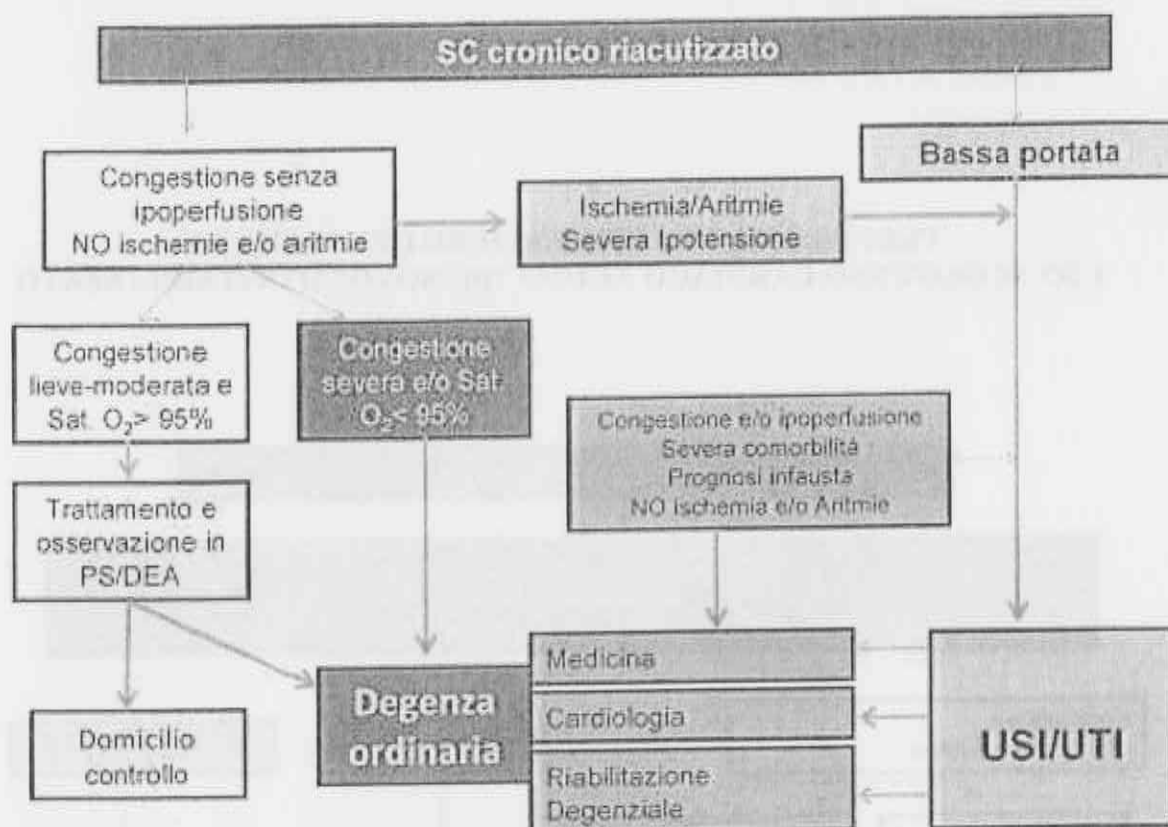 SC cronico riacutizzato
Bassa portata
Congestione senza
ipoperfusione
NO ischemie e/o aritmie
Ischemia/Aritmie
Severa Ipotensione
Congestione
lieve-moderata e
Sat. O₂> 95%
Congestione
severa e/o Sat.
O₂< 95%
Congestione e/o ipoperfusione
Severa comorbilità
Prognosi infausta
NO ischemia e/o Aritmie
Trattamento e
osservazione in
PS/DEA
Domicilio
controllo
Degenza
ordinaria
Medicina
Cardiologia
Riabilitazione
Degenziale
USI/UTI